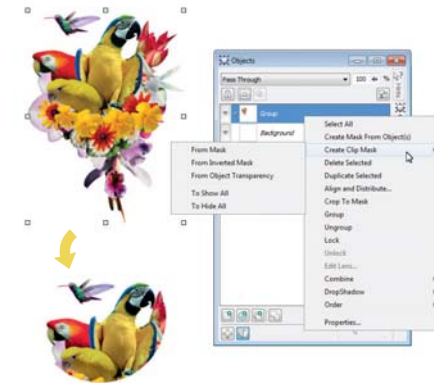 Objects
Pass Through
100
%
Group
Background
Select All
Create Mask From Object(s)
Create Clip Mask
Delete Selected
Duplicate Selected
Align and Distribute...
Crop To Mask
Group
Ungroup
Lock
Unlock
Edit Lens...
Combine
DropShadow
Order
Properties...
From Mask
From Inverted Mask
From Object Transparency
To Show All
To Hide All